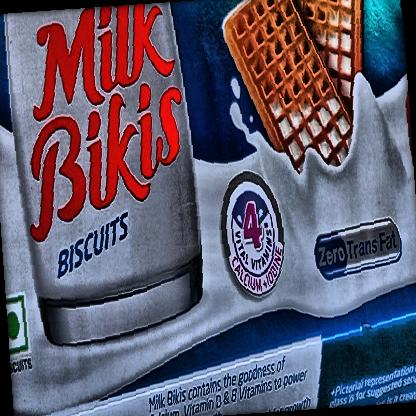 Milk
Bikis
BISCUITS
4
VITAL VITAMINS
CALCIUM + IODINE
Zero Trans Fat
Milk Bikis contains the goodness of
Vitamin D & B Vitamins to power
+Pictorial representation
glass is for suggested